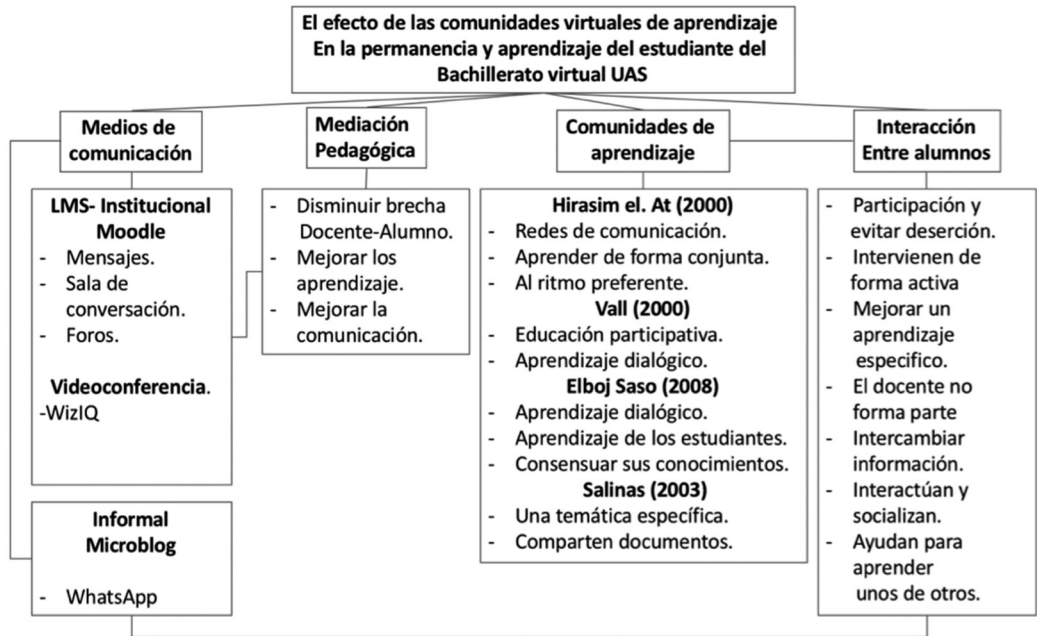 El efecto de las comunidades virtuales de aprendizaje
En la permanencia y aprendizaje del estudiante del
Bachillerato virtual UAS
Medios de
comunicación
Mediación
Pedagógica
Comunidades de
aprendizaje
Interacción
Entre alumnos
LMS- Institucional
Moodle
- Mensajes.
- Sala de
conversación.
- Foros.
Videoconferencia.
-WizIQ
Informal
Microblog
- WhatsApp
- Disminuir brecha
Docente-Alumno.
- Mejorar los
aprendizaje.
- Mejorar la
comunicación.
Hirasim el. At (2000)
- Redes de comunicación.
- Aprender de forma conjunta.
- Al ritmo preferente.
Vall (2000)
- Educación participativa.
- Aprendizaje dialógico.
Elboj Saso (2008)
- Aprendizaje dialógico.
- Aprendizaje de los estudiantes.
- Consensuar sus conocimientos.
Salinas (2003)
- Una temática específica.
- Comparten documentos.
- Participación y
evitar deserción.
- Intervienen de
forma activa
- Mejorar un
aprendizaje
especifico.
- El docente no
forma parte
- Intercambiar
información.
- Interactúan y
socializan.
- Ayudan para
aprender
unos de otros.